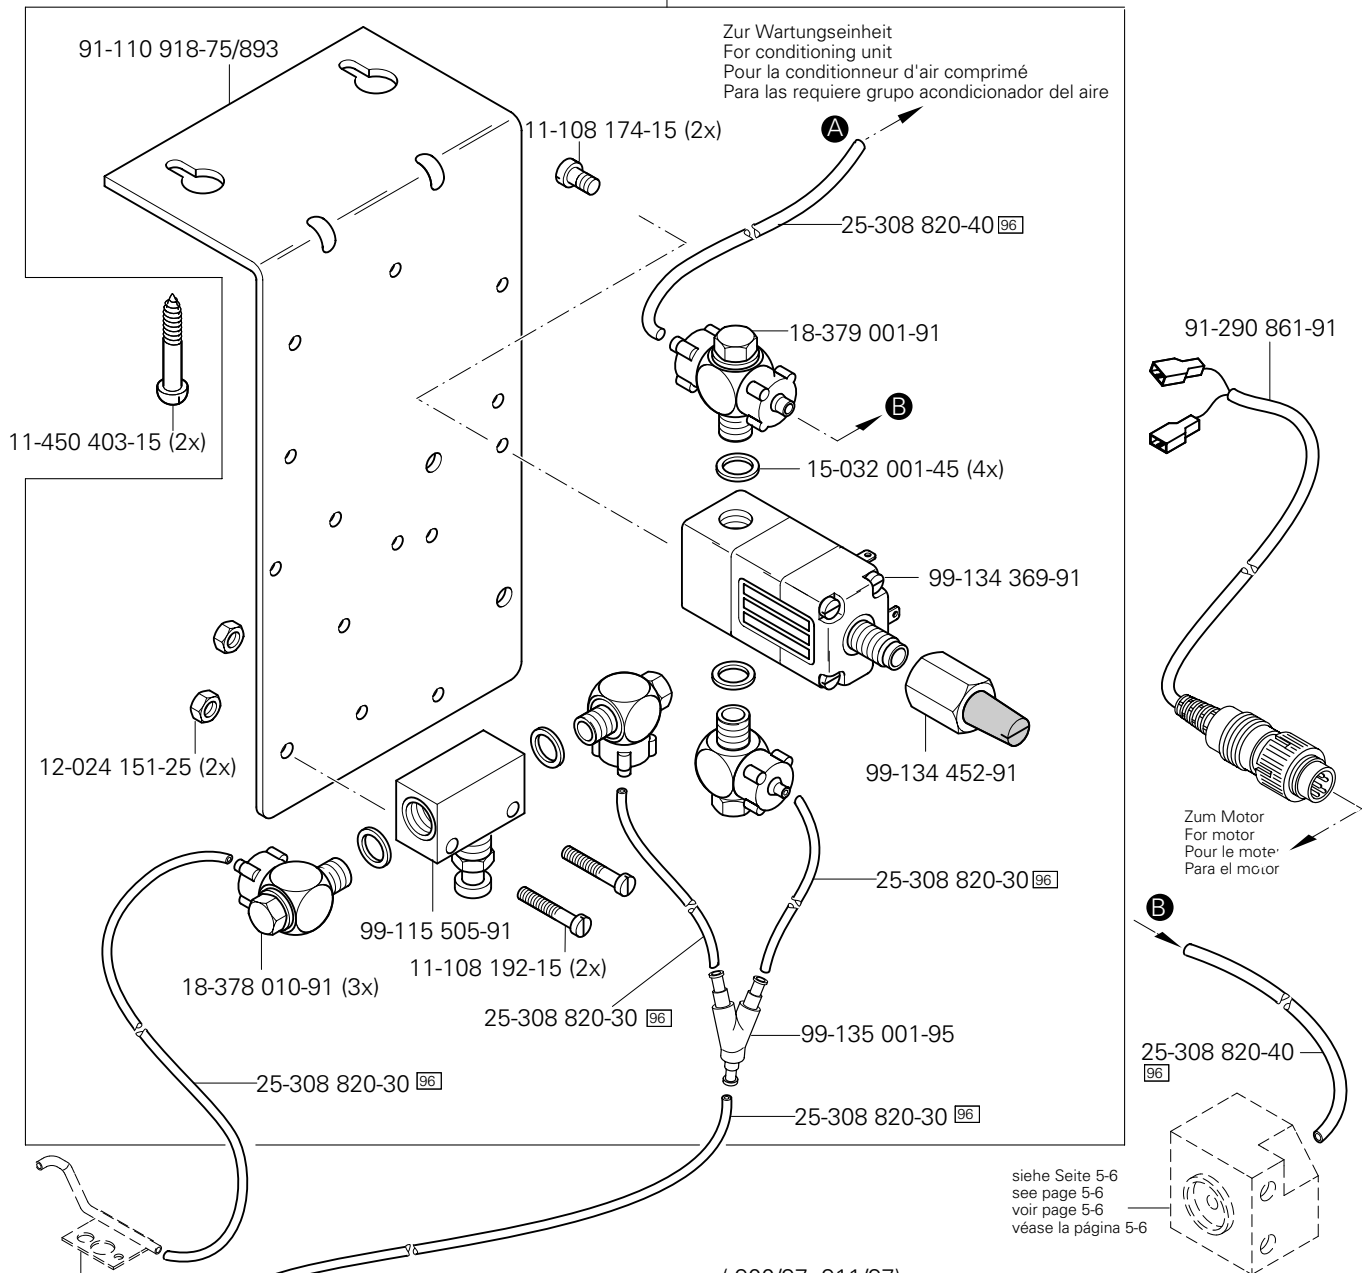 91-110 918-75/893
Zur Wartungseinheit
For conditioning unit
Pour la conditionneur d'air comprimé
Para las requiere grupo acondicionador del aire
11-108 174-15 (2x)
A
25-308 820-40 96
18-379 001-91
91-290 861-91
B
11-450 403-15 (2x)
15-032 001-45 (4x)
99-134 369-91
12-024 151-25 (2x)
99-134 452-91
Zum Motor
For motor
Pour le moteur
Para el motor
25-308 820-30 96
B
99-115 505-91
11-108 192-15 (2x)
18-378 010-91 (3x)
25-308 820-30 96
99-135 001-95
25-308 820-40
96
25-308 820-30 96
25-308 820-30 96
siehe Seite 5-6
see page 5-6
voir page 5-6
véase la página 5-6